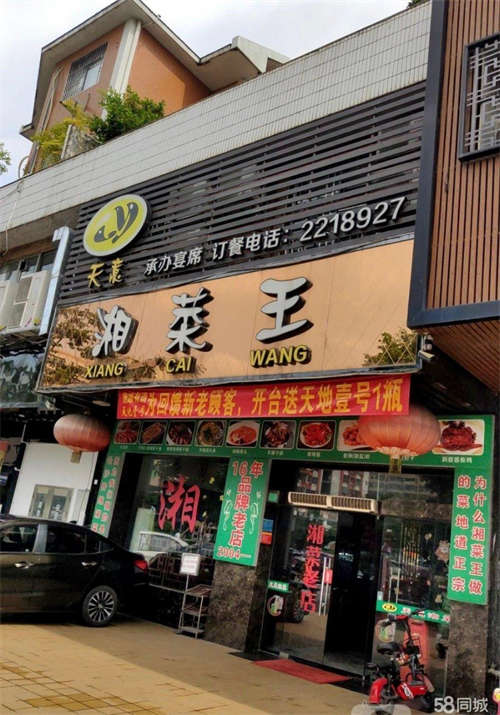 天意
承办宴席 订餐电话：2218927
湘菜王
XIANG CAI WANG
为回馈新老顾客，开台送天地壹号1瓶
湘
16年
品牌老店
2004—
湘菜老店
为什么湘菜王做
的菜地道正宗
58同城